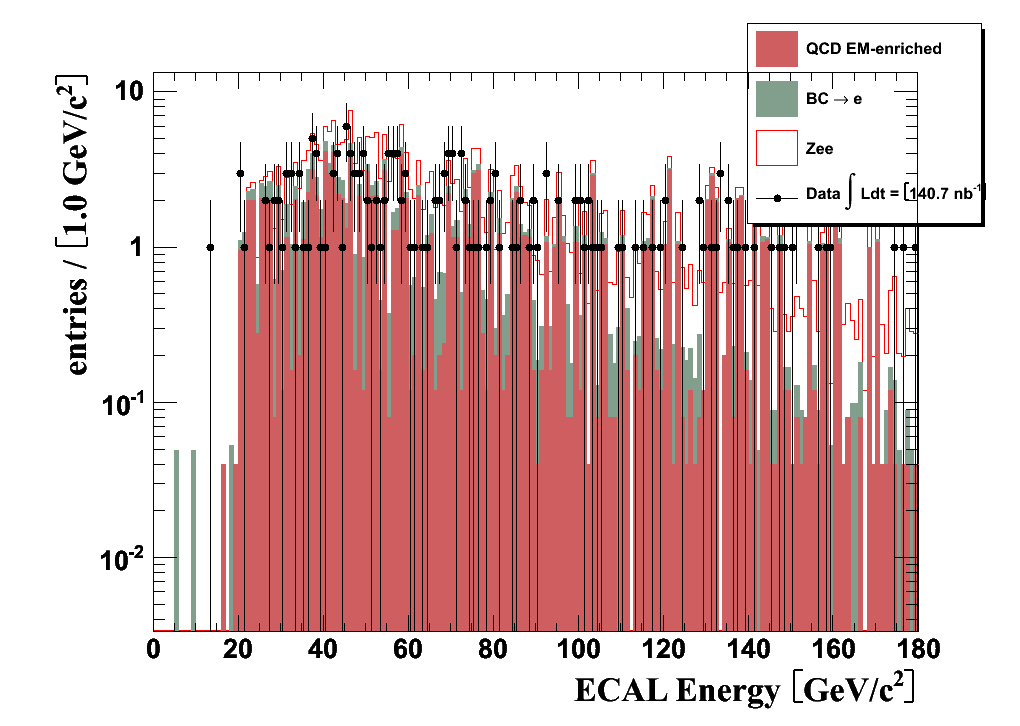 QCD EM-enriched
BC → e
Zee
Data ∫ Ldt = [140.7 nb⁻¹
entries / [1.0 GeV/c²]
10
1
10⁻¹
10⁻²
0 20 40 60 80 100 120 140 160 180
ECAL Energy [GeV/c²]